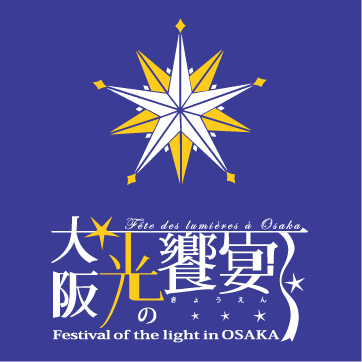 Fête des lumières à Osaka
大阪光の饗宴
きょうえん
Festival of the light in OSAKA